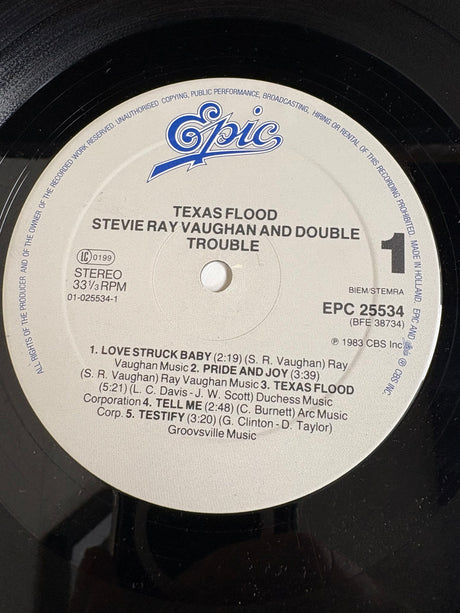 ALL RIGHTS OF THE PRODUCER AND OF THE OWNER OF THE RECORDED WORK RESERVED. UNAUTHORISED COPYING, PUBLIC PERFORMANCE, BROADCASTING, HIRING OR RENTAL OF THIS RECORDING PROHIBITED. MADE IN HOLLAND. EPIC AND
CBS INC.
Epic
TEXAS FLOOD
STEVIE RAY VAUGHAN AND DOUBLE
TROUBLE
LC 0199
STEREO
33⅓ RPM
01-025534-1
1
BIEM/STEMRA
EPC 25534
(BFE 38734)
℗ 1983 CBS Inc.
1. LOVE STRUCK BABY (2:19) (S. R. Vaughan) Ray
Vaughan Music 2. PRIDE AND JOY (3:39)
(S. R. Vaughan) Ray Vaughan Music 3. TEXAS FLOOD
(5:21) (L. C. Davis - J. W. Scott) Duchess Music
Corporation 4. TELL ME (2:48) (C. Burnett) Arc Music
Corp. 5. TESTIFY (3:20) (G. Clinton - D. Taylor)
Groovsville Music